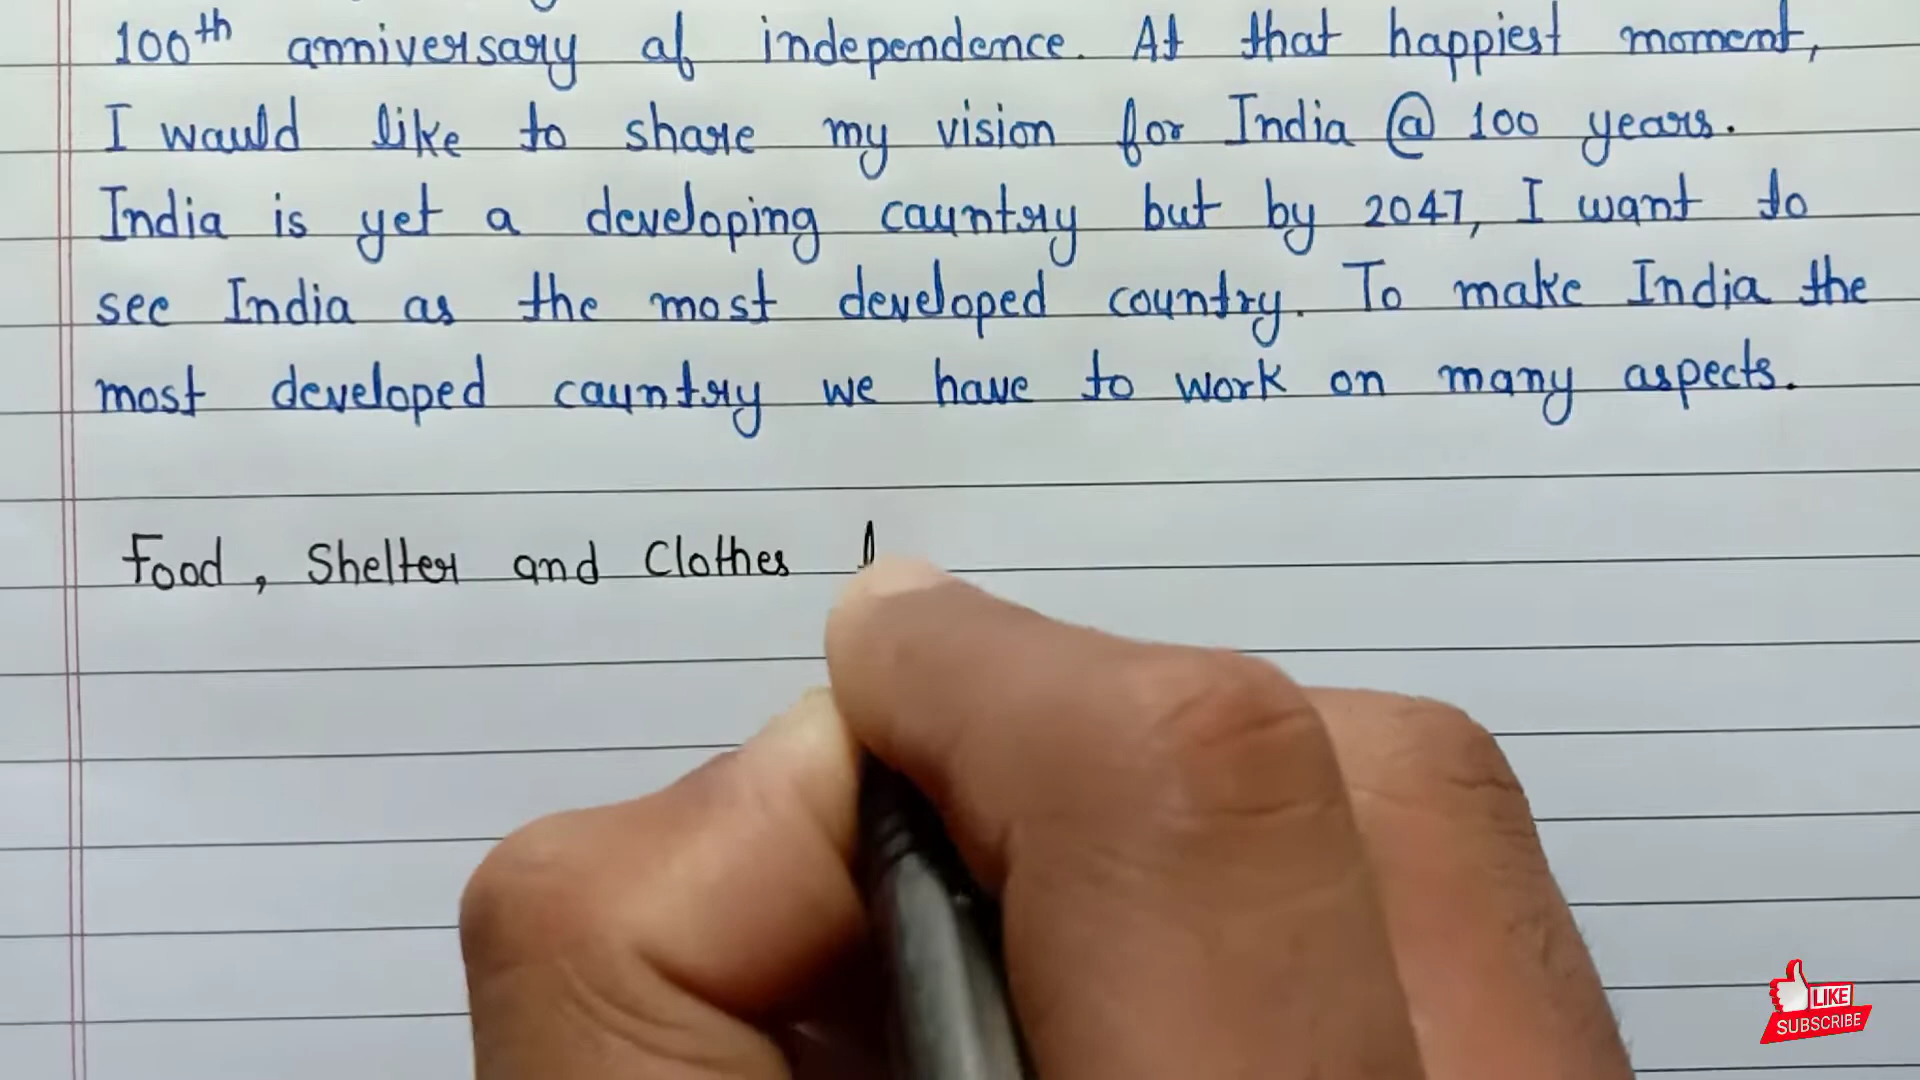 100th anniversary of independence. At that happiest moment,
I would like to share my vision for India @ 100 years.
India is yet a developing country but by 2047, I want to
see India as the most developed country. To make India the
most developed country we have to work on many aspects.
Food, Shelter and Clothes
LIKE
SUBSCRIBE